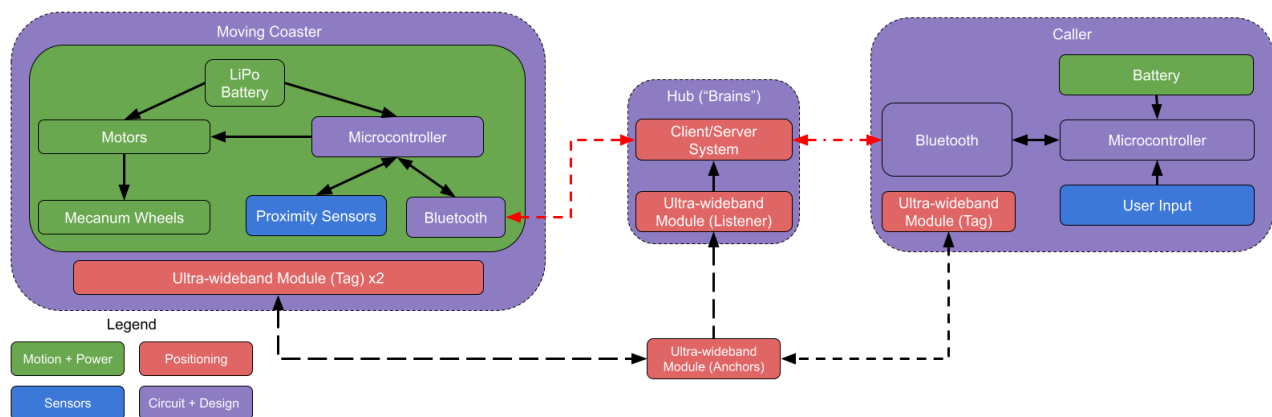 Moving Coaster
LiPo
Battery
Motors
Microcontroller
Mecanum Wheels
Proximity Sensors
Bluetooth
Ultra-wideband Module (Tag) x2
Hub (“Brains”)
Client/Server
System
Ultra-wideband
Module (Listener)
Ultra-wideband
Module (Anchors)
Caller
Battery
Bluetooth
Microcontroller
Ultra-wideband
Module (Tag)
User Input
Legend
Motion + Power
Positioning
Sensors
Circuit + Design